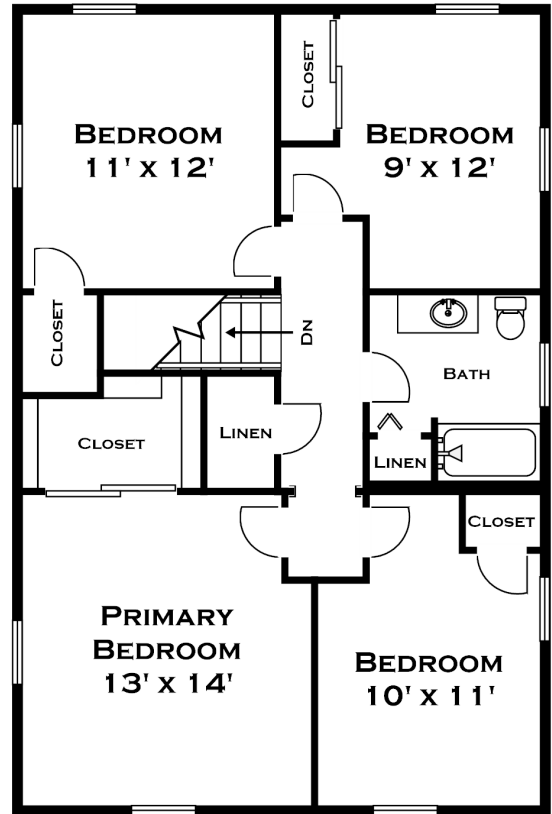 BEDROOM
11' X 12'
CLOSET
BEDROOM
9' X 12'
CLOSET
DN
BATH
CLOSET
LINEN
LINEN
CLOSET
PRIMARY
BEDROOM
13' X 14'
BEDROOM
10' X 11'